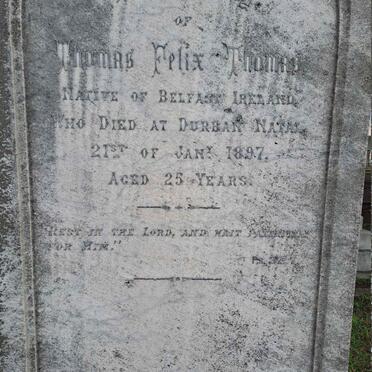 OF
Thomas Felix Thomas
NATIVE OF BELFAST IRELAND,
WHO DIED AT DURBAN NATAL
21ST OF JANY. 1897.
AGED 25 YEARS.
"REST IN THE LORD, AND WAIT PATIENTLY
FOR HIM."